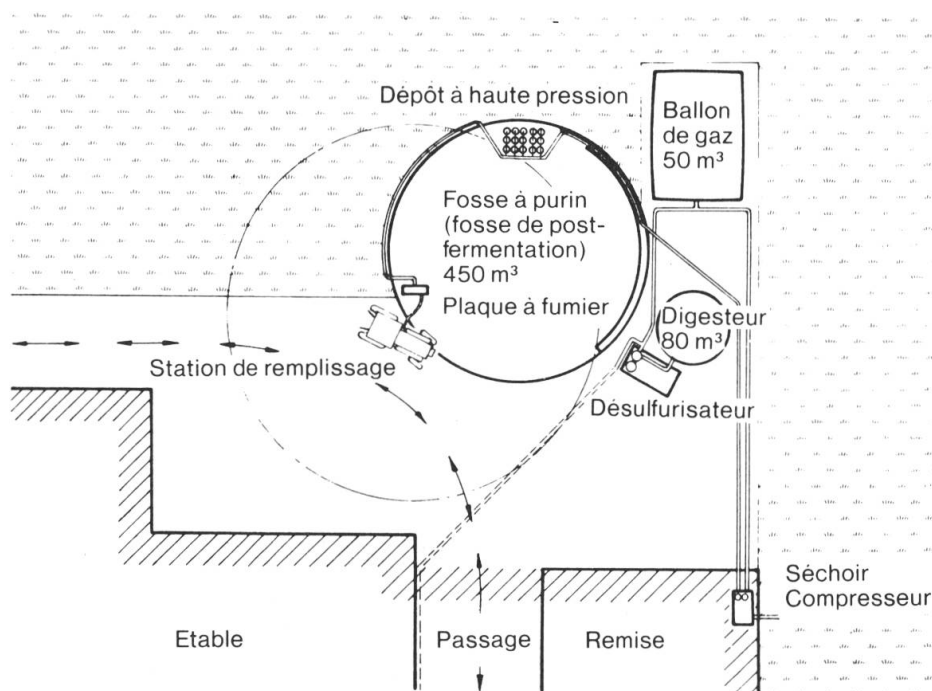 Dépôt à haute pression
Ballon
de gaz
50 m³
Fosse à purin
(fosse de post-
fermentation)
450 m³
Plaque à fumier
Digesteur
80 m³
Station de remplissage
Désulfurisateur
Séchoir
Compresseur
Etable
Passage
Remise